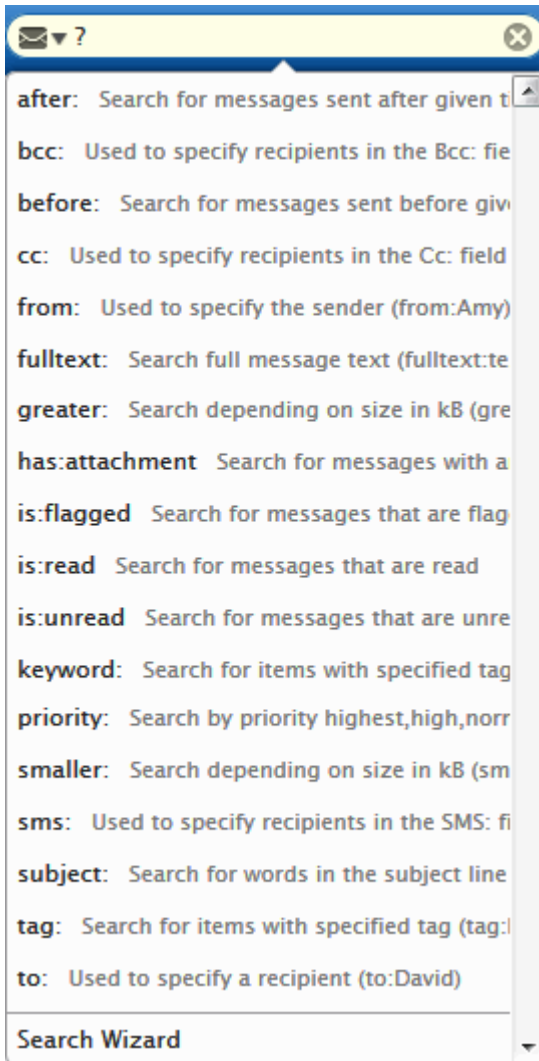 ?
after: Search for messages sent after given
bcc: Used to specify recipients in the Bcc:
before: Search for messages sent before
cc: Used to specify recipients in the Cc: field
from: Used to specify the sender (from:Amy)
fulltext: Search full message text (fulltext:te
greater: Search depending on size in kB (gre
has:attachment Search for messages with
is:flagged Search for messages that are flag
is:read Search for messages that are read
is:unread Search for messages that are unre
keyword: Search for items with specified tag
priority: Search by priority highest,high,
smaller: Search depending on size in kB (sm
sms: Used to specify recipients in the SMS:
subject: Search for words in the subject line
tag: Search for items with specified tag (tag:
to: Used to specify a recipient (to:David)
Search Wizard